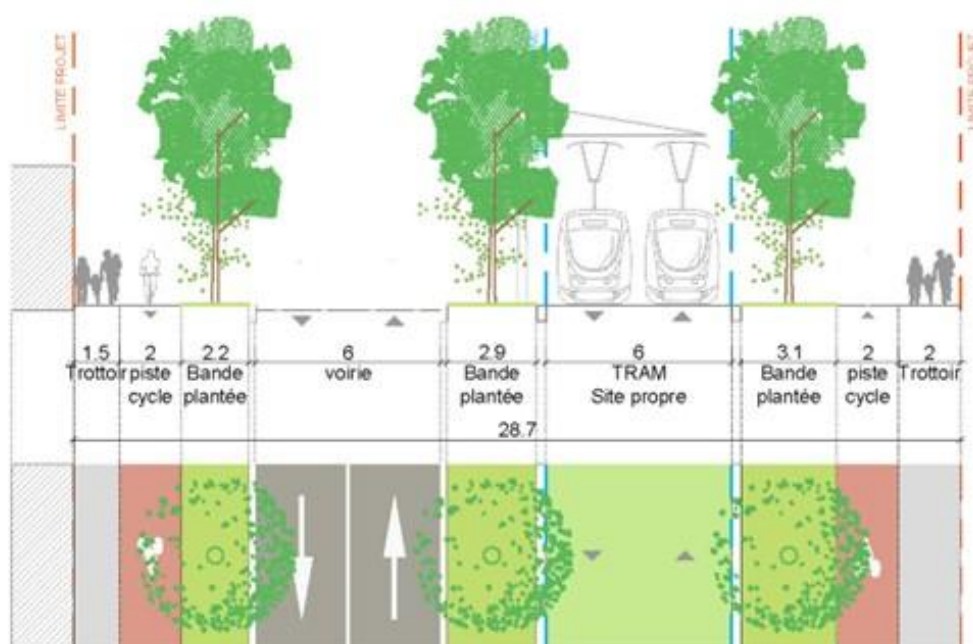 LIMITE PROJET
LIMITE PROJET
1.5 2 2.2 6 2.9 6 3.1 2 2
Trottoir piste Bande voirie Bande TRAM Bande piste Trottoir
cycle plantée plantée Site propre plantée cycle
28.7